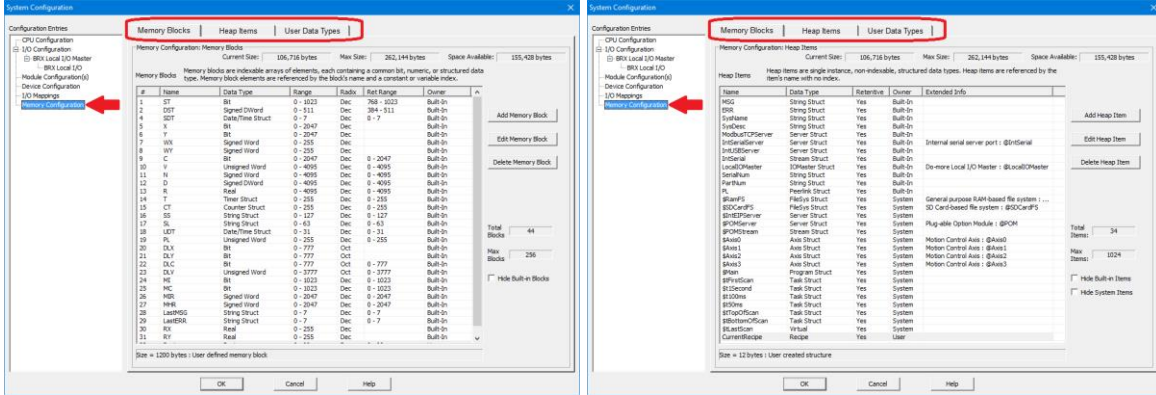 System Configuration
Configuration Entries
CPU Configuration
I/O Configuration
BRX Local I/O Master
BRX Local I/O
Module Configuration(s)
Device Configuration
I/O Mappings
Memory Configuration
Memory Blocks | Heap Items | User Data Types
Memory Configuration: Memory Blocks
Current Size: 106,716 bytes Max Size: 262,144 bytes Space Available: 155,428 bytes
Memory Blocks Memory blocks are indexable arrays of elements, each containing a common bit, numeric, or structured data
type. Memory block elements are referenced by the block's name and a constant or variable index.
# Name Data Type Range Radix Ret Range Owner
1 ST Bit 0 - 1023 Dec 768 - 1023 Built-In
2 DST Signed DWord 0 - 511 Dec 384 - 511 Built-In
4 SDT Date/Time Struct 0 - 7 Dec 0 - 7 Built-In
5 X Bit 0 - 2047 Dec Built-In
6 Y Bit 0 - 2047 Dec Built-In
7 WX Signed Word 0 - 255 Dec Built-In
8 WY Signed Word 0 - 255 Dec Built-In
9 C Bit 0 - 2047 Dec 0 - 2047 Built-In
10 V Unsigned Word 0 - 4095 Dec 0 - 4095 Built-In
11 N Signed Word 0 - 4095 Dec 0 - 4095 Built-In
12 D Signed DWord 0 - 4095 Dec 0 - 4095 Built-In
13 R Real 0 - 4095 Dec 0 - 4095 Built-In
14 T Timer Struct 0 - 255 Dec 0 - 255 Built-In
15 CT Counter Struct 0 - 255 Dec 0 - 255 Built-In
16 SS String Struct 0 - 127 Dec 0 - 127 Built-In
17 SL String Struct 0 - 63 Dec 0 - 63 Built-In
18 UDT Date/Time Struct 0 - 31 Dec 0 - 31 Built-In
19 PL Unsigned Word 0 - 255 Dec 0 - 255 Built-In
20 DLX Bit 0 - 777 Oct Built-In
21 DLY Bit 0 - 777 Oct Built-In
22 DLC Bit 0 - 777 Oct 0 - 777 Built-In
23 DLV Unsigned Word 0 - 3777 Oct 0 - 3777 Built-In
24 MI Bit 0 - 1023 Dec 0 - 1023 Built-In
25 MC Bit 0 - 1023 Dec 0 - 1023 Built-In
26 MIR Signed Word 0 - 2047 Dec 0 - 2047 Built-In
27 MHR Signed Word 0 - 2047 Dec 0 - 2047 Built-In
28 LastMSG String Struct 0 - 7 Dec 0 - 7 Built-In
29 LastERR String Struct 0 - 7 Dec 0 - 7 Built-In
30 RX Real 0 - 255 Dec Built-In
31 RY Real 0 - 255 Dec Built-In
Add Memory Block
Edit Memory Block
Delete Memory Block
Total Blocks 44
Max Blocks 256
Hide Built-in Blocks
Size = 1200 bytes : User defined memory block
OK Cancel Help
System Configuration
Configuration Entries
CPU Configuration
I/O Configuration
BRX Local I/O Master
BRX Local I/O
Module Configuration(s)
Device Configuration
I/O Mappings
Memory Configuration
Memory Blocks | Heap Items | User Data Types
Memory Configuration: Heap Items
Current Size: 106,716 bytes Max Size: 262,144 bytes Space Available: 155,428 bytes
Heap Items Heap items are single instance, non-indexable, structured data types. Heap items are referenced by the
item's name with no index.
Name Data Type Retentive Owner Extended Info
MSG String Struct Yes Built-In
ERR String Struct Yes Built-In
SysName String Struct Yes Built-In
SysDesc String Struct Yes Built-In
ModbusTCPServer Server Struct Yes Built-In
IntSerialServer Server Struct Yes Built-In Internal serial server port : @IntSerial
IntUSBServer Server Struct Yes Built-In
IntSerial Stream Struct Yes Built-In
LocalIOMaster IOMaster Struct Yes Built-In Do-more Local I/O Master : @LocalIOMaster
SerialNum String Struct Yes Built-In
PartNum String Struct Yes Built-In
PL Peerlink Struct Yes Built-In
$RamFS FileSys Struct Yes System General purpose RAM-based file system : ...
$SDCardFS FileSys Struct Yes System SD Card-based file system : @SDCardFS
$IntEIPServer Server Struct Yes System
$POMServer Server Struct Yes System Plug-able Option Module : @POM
$POMStream Stream Struct Yes System
$Axis0 Axis Struct Yes System Motion Control Axis : @Axis0
$Axis1 Axis Struct Yes System Motion Control Axis : @Axis1
$Axis2 Axis Struct Yes System Motion Control Axis : @Axis2
$Axis3 Axis Struct Yes System Motion Control Axis : @Axis3
$Main Program Struct Yes System
$tFirstScan Task Struct Yes System
$t1Second Task Struct Yes System
$t100ms Task Struct Yes System
$t50ms Task Struct Yes System
$tTopOfScan Task Struct Yes System
$tBottomOfScan Task Struct Yes System
$tLastScan Virtual Yes System
CurrentRecipe Recipe Yes User
Add Heap Item
Edit Heap Item
Delete Heap Item
Total Items: 34
Max Items: 1024
Hide Built-in Items
Hide System Items
Size = 12 bytes : User created structure
OK Cancel Help